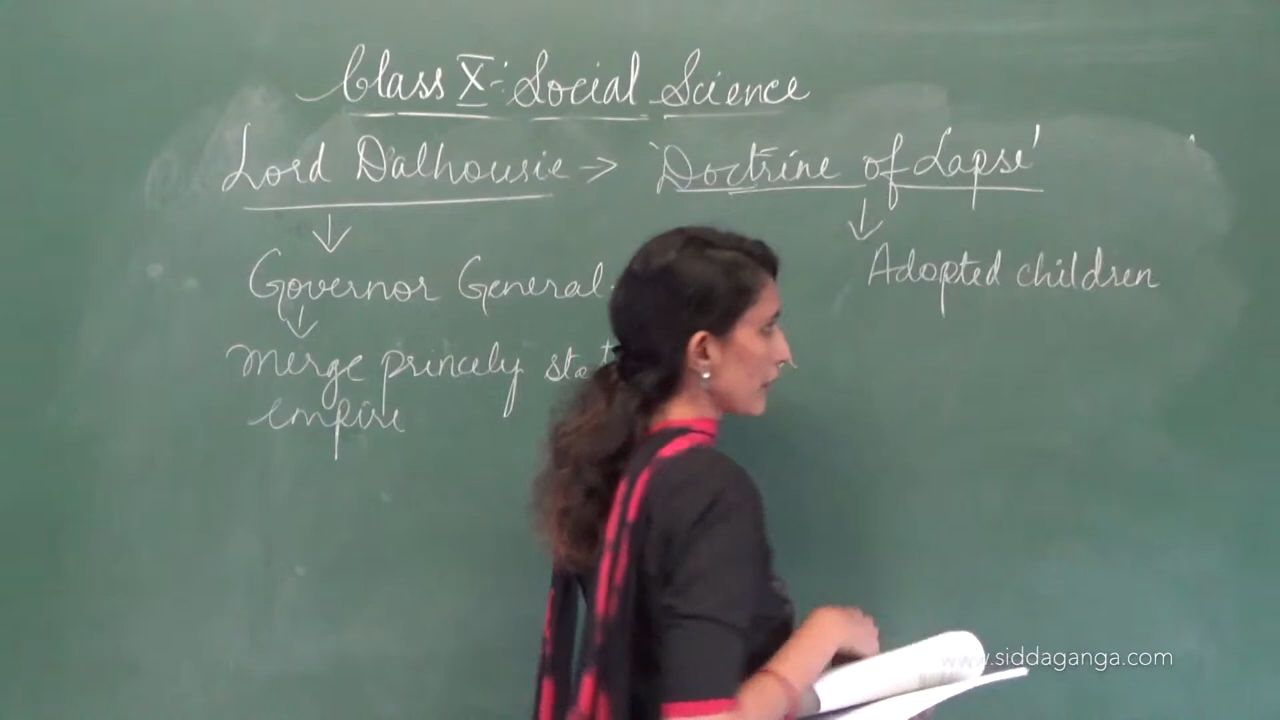 Class X:- Social Science
Lord Dalhousie → 'Doctrine of Lapse'
↓ ↓
Governor General Adopted children
↓
Merge princely
empire
www.siddaganga.com